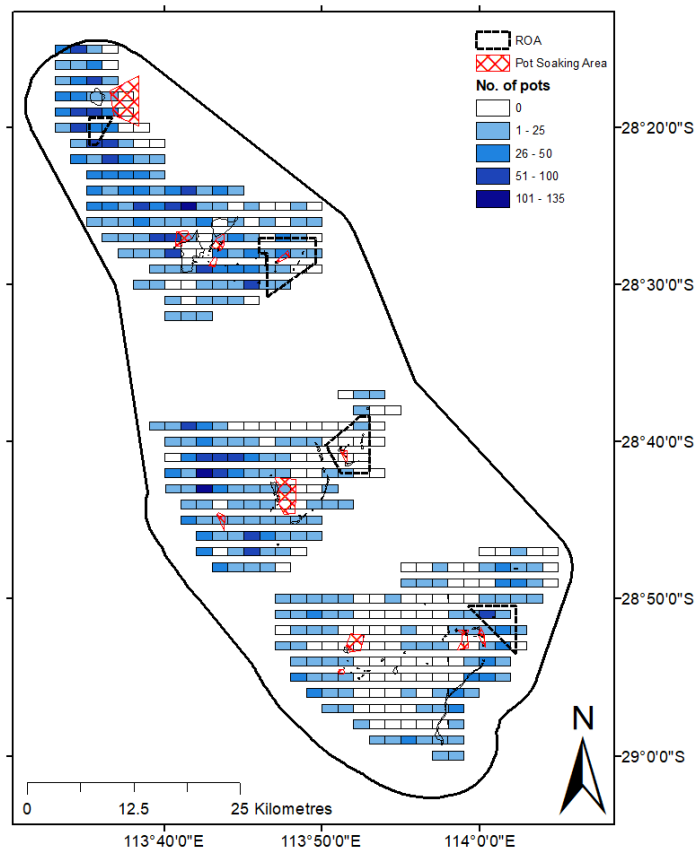 ROA
Pot Soaking Area
No. of pots
0
1 - 25
26 - 50
51 - 100
101 - 135
28°20'0"S
28°30'0"S
28°40'0"S
28°50'0"S
29°0'0"S
N
0 12.5 25 Kilometres
113°40'0"E 113°50'0"E 114°0'0"E